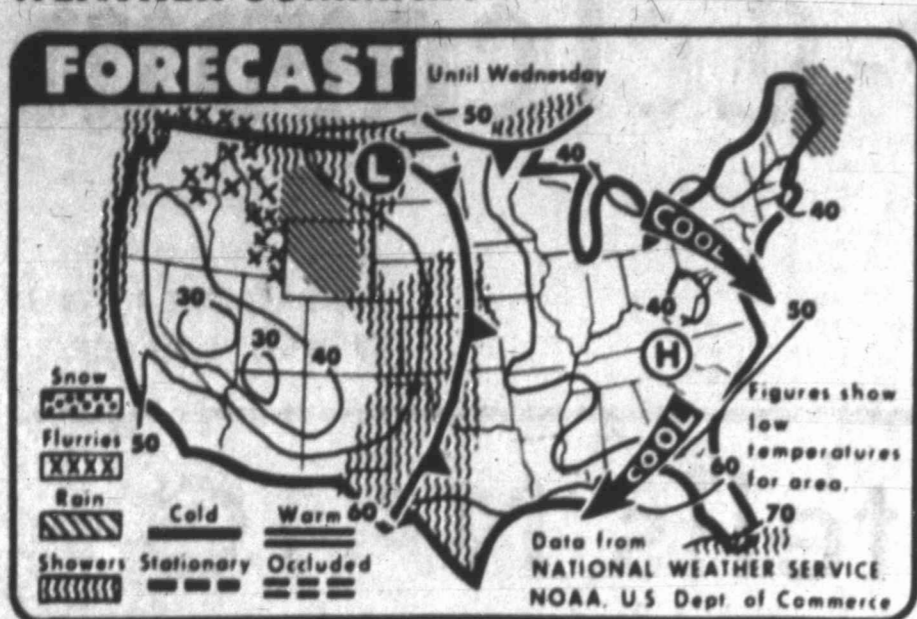 FORECAST
Until Wednesday
50
L
40
COOL
40
30
30
40
40
H
50
Snow
Flurries
XXXX
Rain
Showers
50
Cold
Warm
Stationary
Occluded
60
COOL
60
70
Figures show
low
temperatures
for area.
Data from
NATIONAL WEATHER SERVICE,
NOAA, U.S. Dept. of Commerce